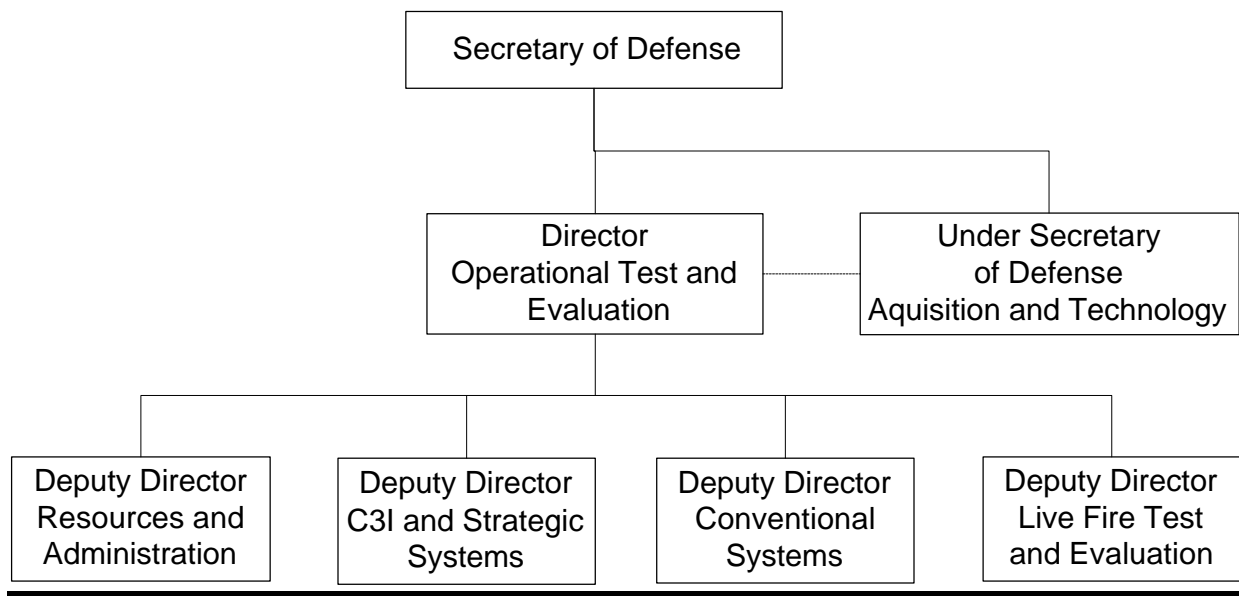 Secretary of Defense
Director
Operational Test and
Evaluation
Under Secretary
of Defense
Aquisition and Technology
Deputy Director
Resources and
Administration
Deputy Director
C3I and Strategic
Systems
Deputy Director
Conventional
Systems
Deputy Director
Live Fire Test
and Evaluation